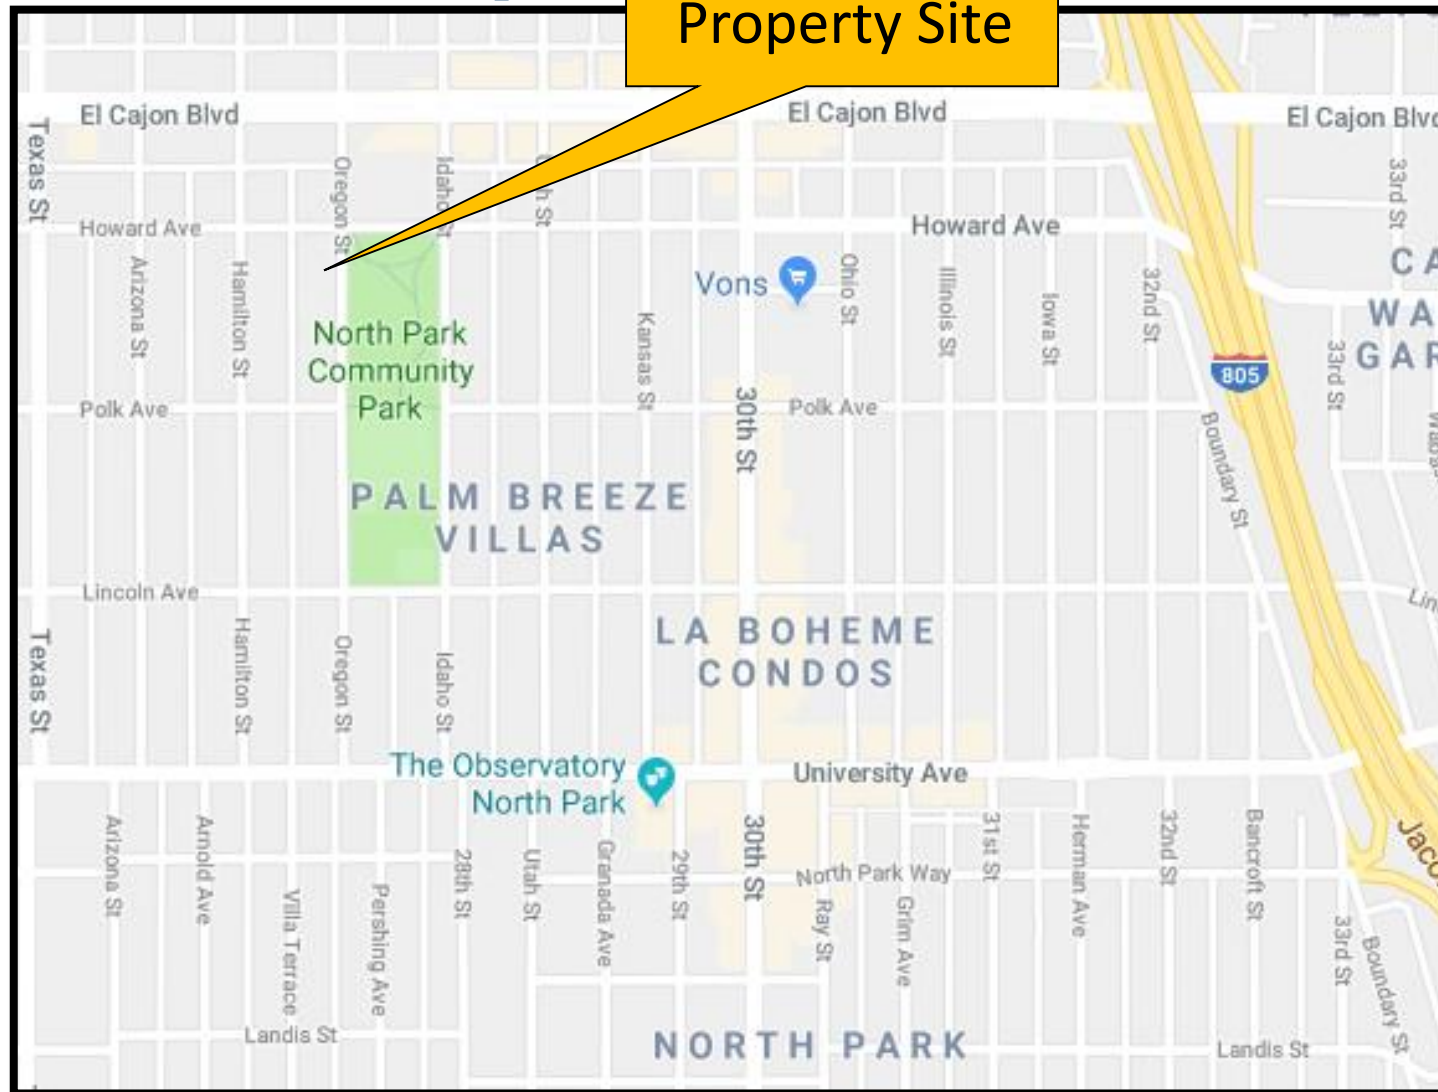 Property Site
El Cajon Blvd
El Cajon Blvd
El Cajon Blvd
Texas St
Oregon St
33rd St
Howard Ave
Howard Ave
Arizona St
Hamilton St
Vons
Ohio St
Illinois St
Iowa St
32nd St
North Park
Community
Park
Kansas St
33rd St
805
Polk Ave
30th St
Polk Ave
Boundary St
PALM BREEZE
VILLAS
Lincoln Ave
Texas St
Hamilton St
Oregon St
Idaho St
LA BOHEME
CONDOS
The Observatory
North Park
University Ave
Arizona St
Arnold Ave
Villa Terrace
Pershing Ave
28th St
Utah St
Granada Ave
29th St
30th St
North Park Way
Ray St
Grim Ave
31st St
Herman Ave
32nd St
Bancroft St
33rd St
Boundary St
Landis St
NORTH PARK
Landis St